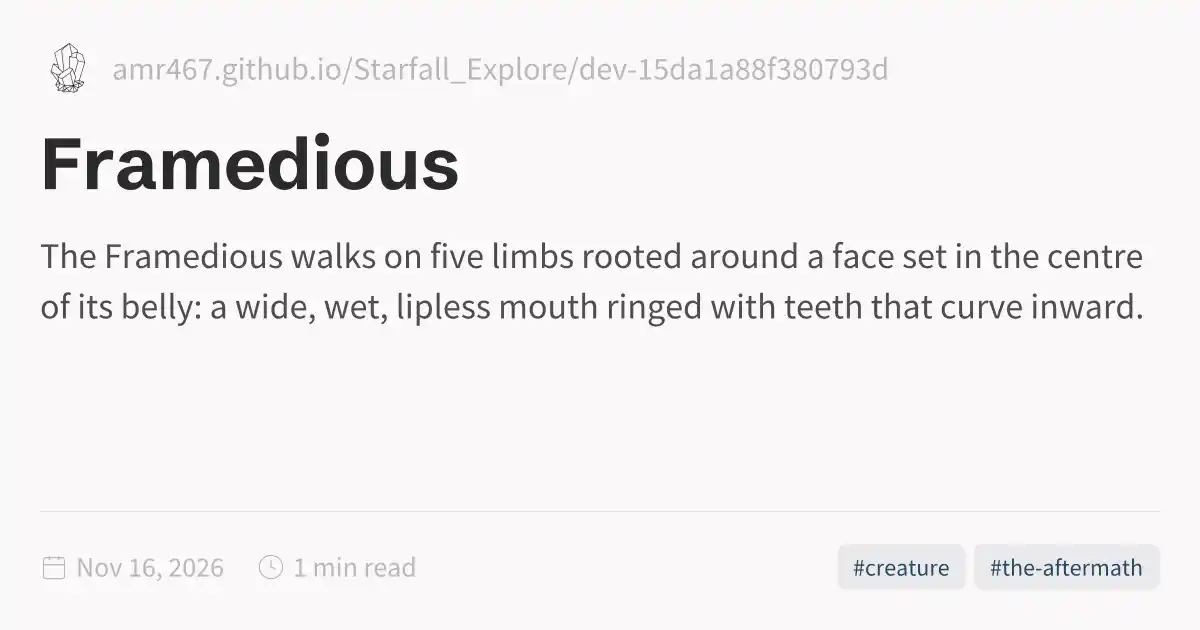 amr467.github.io/Starfall_Explore/dev-15da1a88f380793d
Framedious
The Framedious walks on five limbs rooted around a face set in the centre
of its belly: a wide, wet, lipless mouth ringed with teeth that curve inward.
Nov 16, 2026 1 min read #creature #the-aftermath